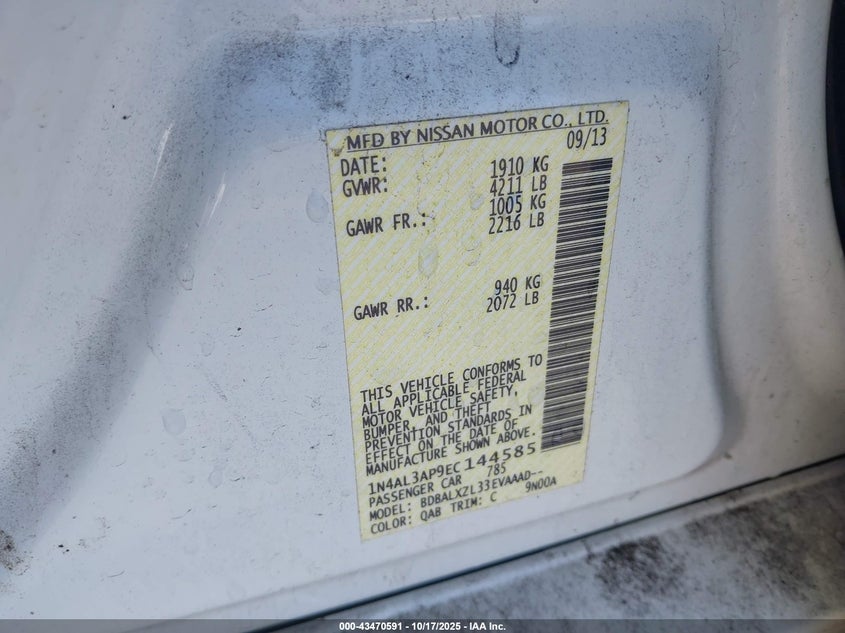 MFD BY NISSAN MOTOR CO., LTD.
DATE: 09/13
GVWR: 1910 KG
4211 LB
GAWR FR.: 1005 KG
2216 LB
GAWR RR.: 940 KG
2072 LB
THIS VEHICLE CONFORMS TO
ALL APPLICABLE FEDERAL
MOTOR VEHICLE SAFETY,
BUMPER, AND THEFT
PREVENTION STANDARDS IN
EFFECT ON THE DATE OF
MANUFACTURE SHOWN ABOVE.
1N4AL3AP9EC144585
PASSENGER CAR 785
MODEL: BDBALXZL33EVAAAD--
COLOR: QAB TRIM: C 9N00A
000-43470591 - 10/17/2025 - IAA Inc.